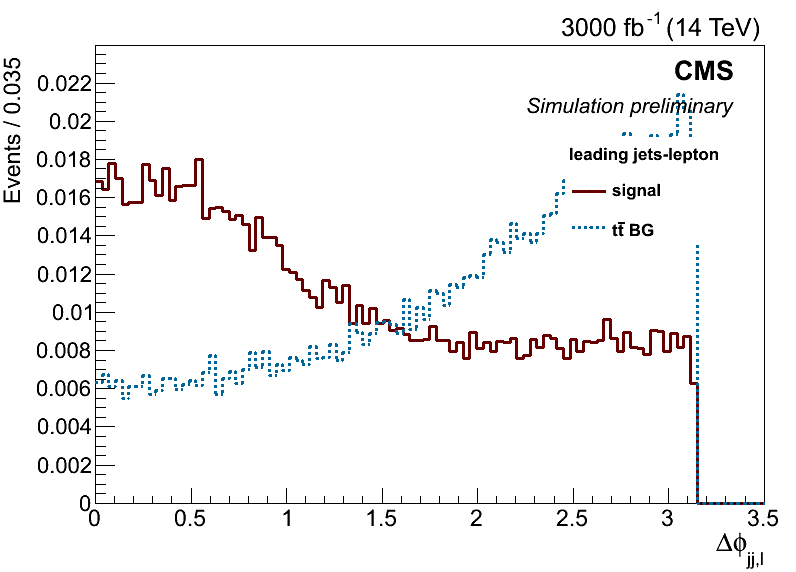 3000 fb⁻¹ (14 TeV)
Events / 0.035
CMS
Simulation preliminary
leading jets-lepton
signal
tt̄ BG
0.022
0.02
0.018
0.016
0.014
0.012
0.01
0.008
0.006
0.004
0.002
0
0 0.5 1 1.5 2 2.5 3 3.5
Δϕjj,l